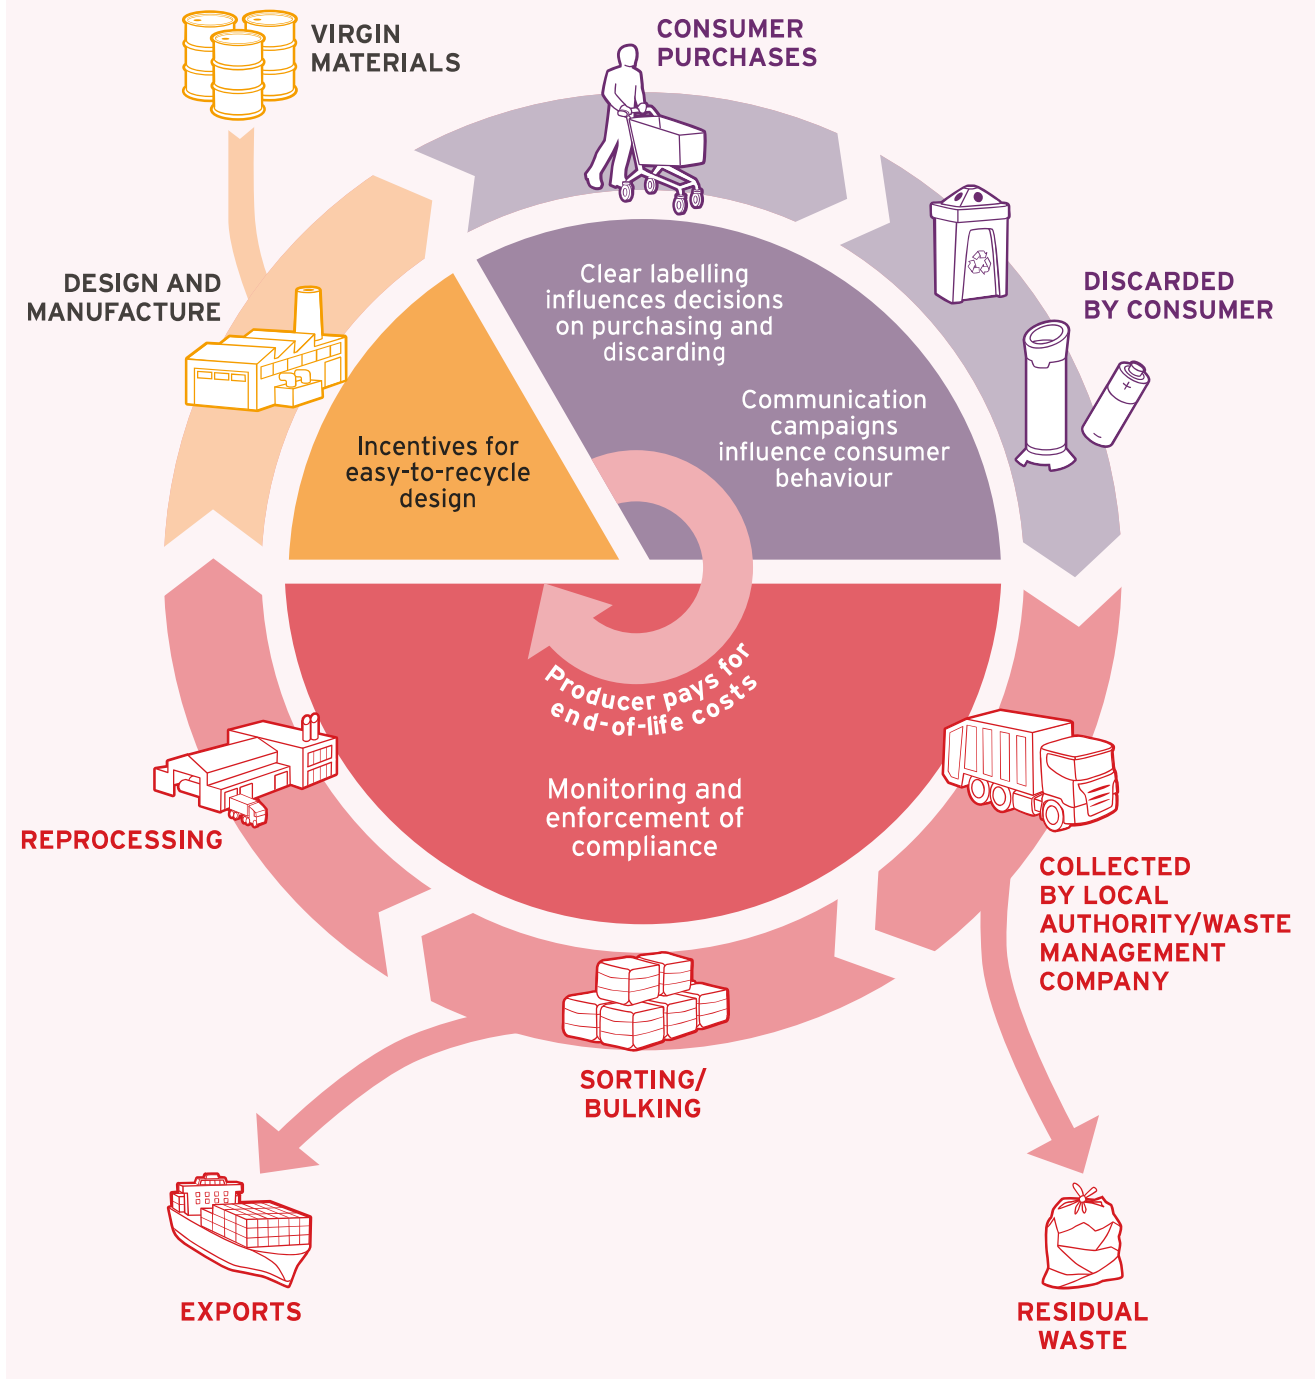 VIRGIN
MATERIALS
CONSUMER
PURCHASES
DESIGN AND
MANUFACTURE
DISCARDED
BY CONSUMER
Clear labelling
influences decisions
on purchasing and
discarding
Communication
campaigns
influence consumer
behaviour
Incentives for
easy-to-recycle
design
Producer pays for
end-of-life costs
Monitoring and
enforcement of
compliance
REPROCESSING
COLLECTED
BY LOCAL
AUTHORITY/WASTE
MANAGEMENT
COMPANY
SORTING/
BULKING
EXPORTS
RESIDUAL
WASTE